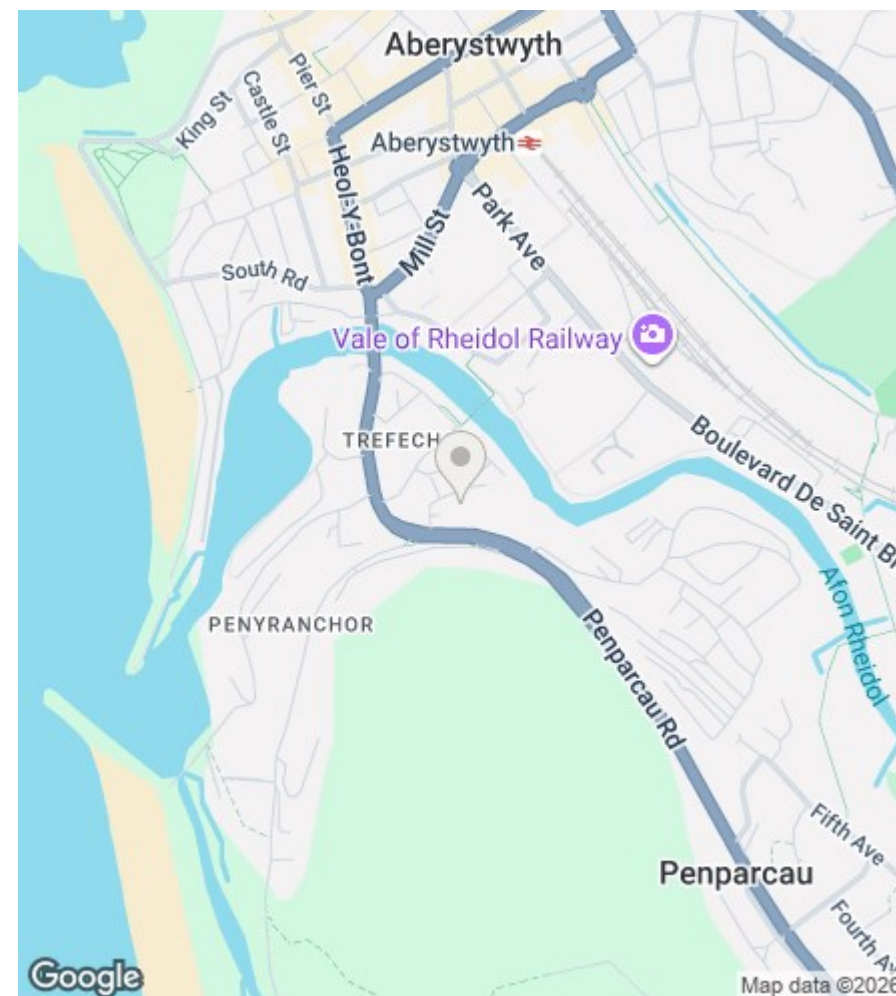 Aberystwyth
Pier St
Castle St
King St
Aberystwyth
Heol-Y-Bont
Mill St
Park Ave
South Rd
Vale of Rheidol Railway
TREFECH
Boulevard De Saint Br
Afon Rheidol
PENYRANCHOR
Penparcau Rd
Fifth Ave
Penparcau
Fourth Av
Google
Map data ©2026